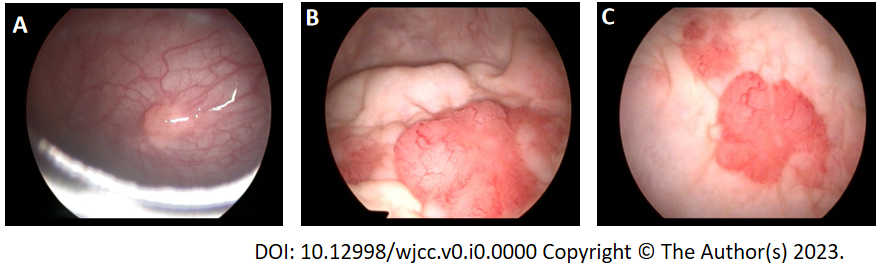 A
B
C
DOI: 10.12998/wjcc.v0.i0.0000 Copyright © The Author(s) 2023.